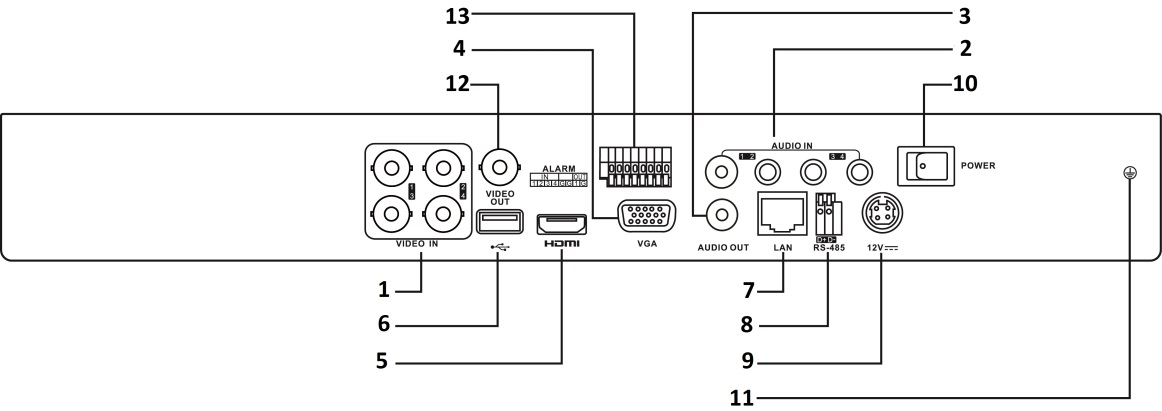 13
3
4
2
12
10
AUDIO IN
1 2
3 4
POWER
ALARM
IN OUT
1 2 3 4 G G 1 G
VIDEO
OUT
VIDEO IN
HDMI
VGA
AUDIO OUT
LAN
D+ D-
RS-485
12V
1
7
6
8
5
9
11